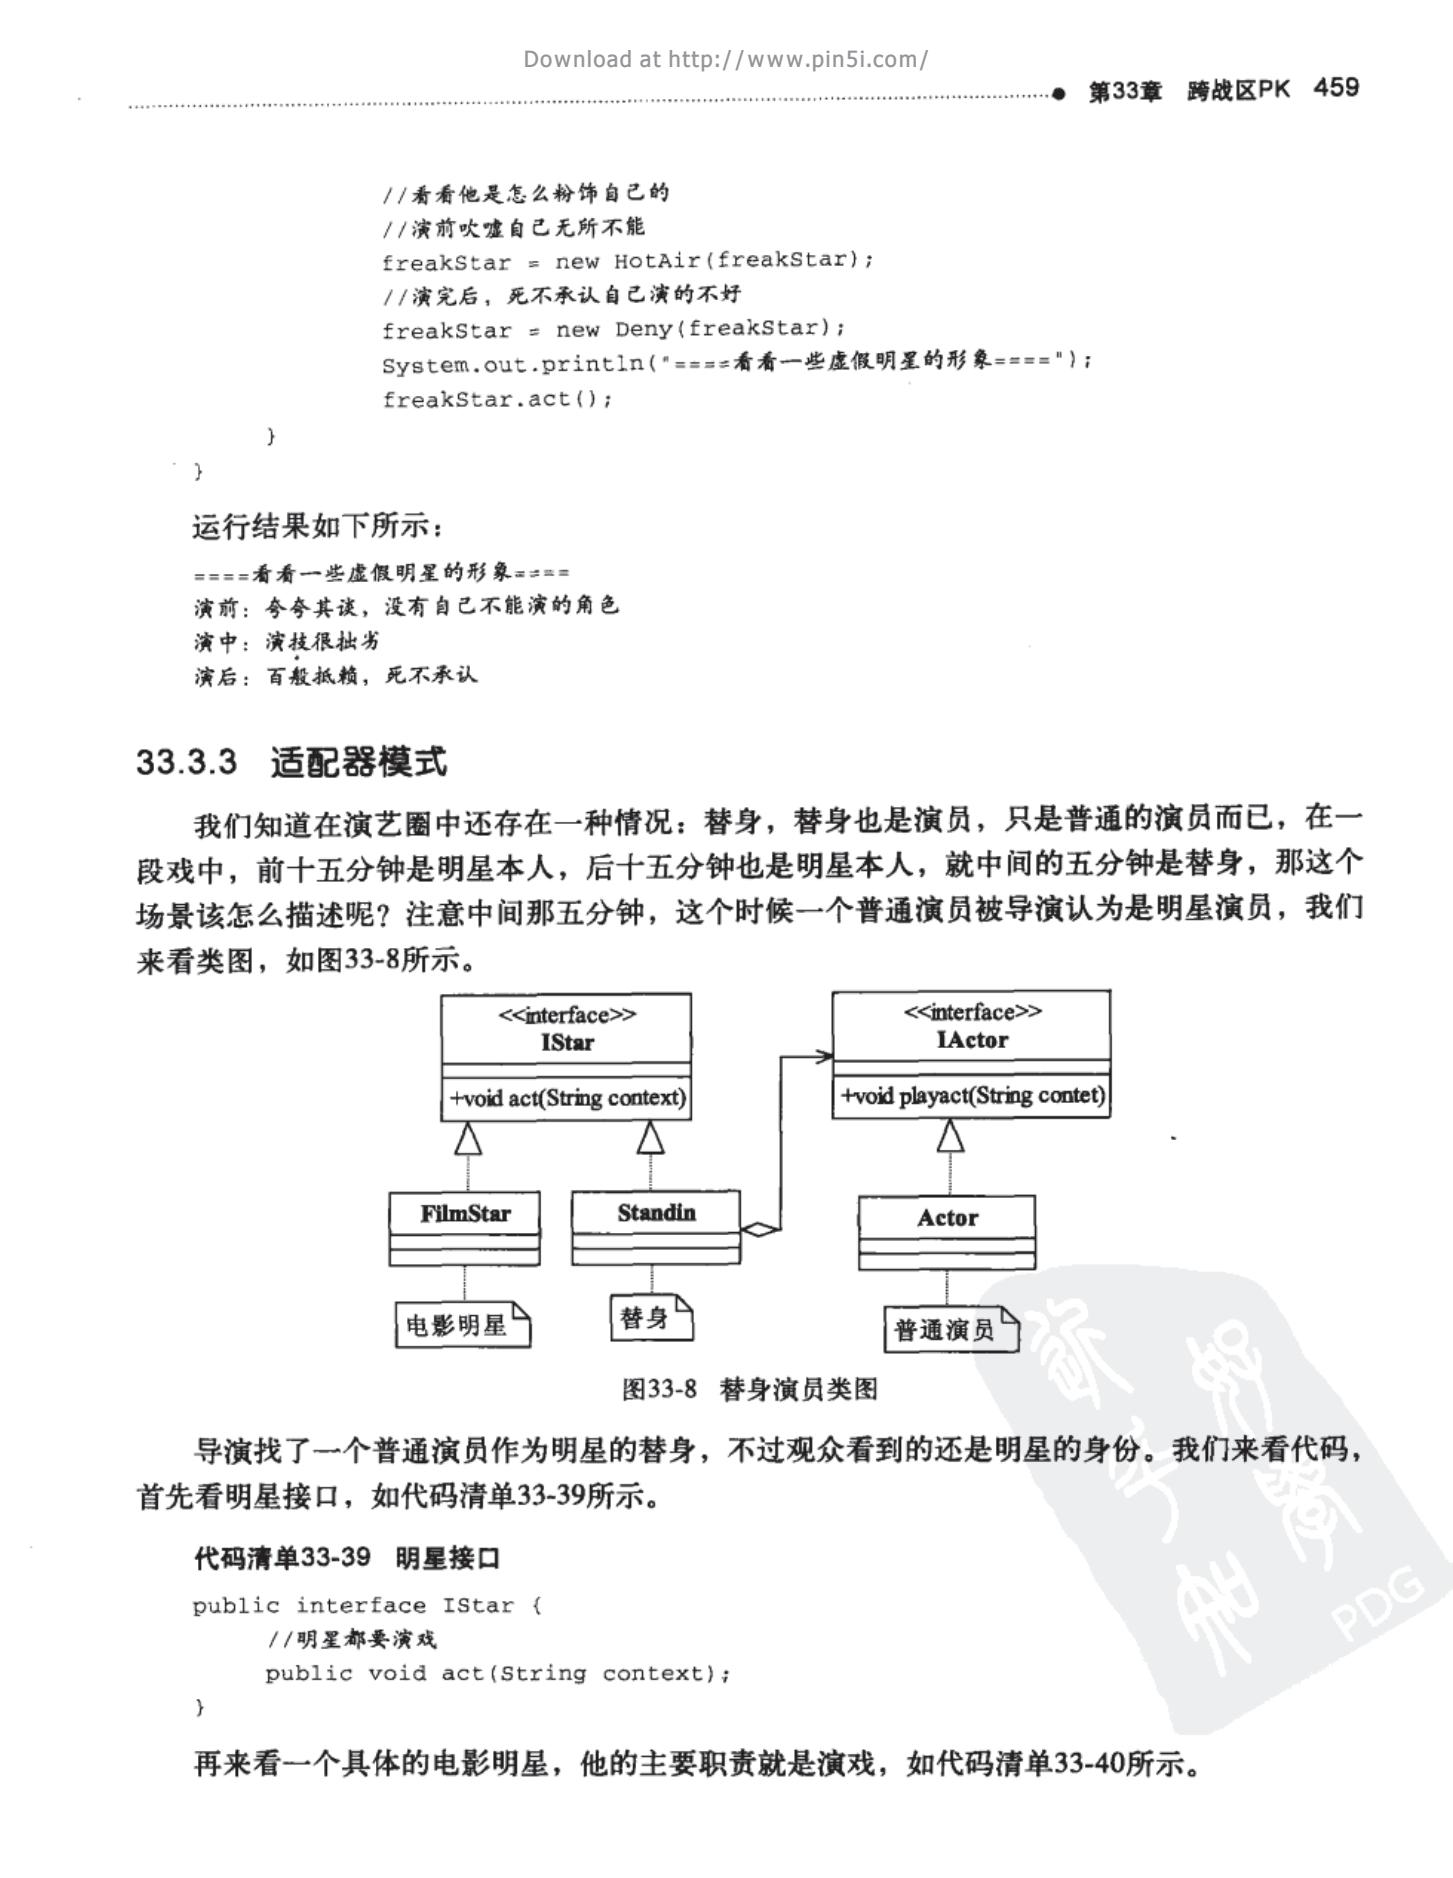 Download at http://www.pin5i.com/
第33章 跨战区PK 459
//看看他是怎么粉饰自己的
//演前吹嘘自己无所不能
freakStar = new HotAir(freakStar);
//演完后，死不承认自己演的不好
freakStar = new Deny(freakStar);
System.out.println("====看看一些虚假明星的形象====");
freakStar.act();
}
}
运行结果如下所示：
====看看一些虚假明星的形象====
演前：夸夸其谈，没有自己不能演的角色
演中：演技很拙劣
演后：百般抵赖，死不承认
33.3.3 适配器模式
我们知道在演艺圈中还存在一种情况：替身，替身也是演员，只是普通的演员而已，在一
段戏中，前十五分钟是明星本人，后十五分钟也是明星本人，就中间的五分钟是替身，那这个
场景该怎么描述呢？注意中间那五分钟，这个时候一个普通演员被导演认为是明星演员，我们
来看类图，如图33-8所示。
<<interface>>
IStar
+void act(String context)
<<interface>>
IActor
+void playact(String contet)
FilmStar
Standin
Actor
电影明星
替身
普通演员
图33-8 替身演员类图
导演找了一个普通演员作为明星的替身，不过观众看到的还是明星的身份。我们来看代码，
首先看明星接口，如代码清单33-39所示。
代码清单33-39 明星接口
public interface IStar {
//明星都要演戏
public void act(String context);
}
再来看一个具体的电影明星，他的主要职责就是演戏，如代码清单33-40所示。
PDG